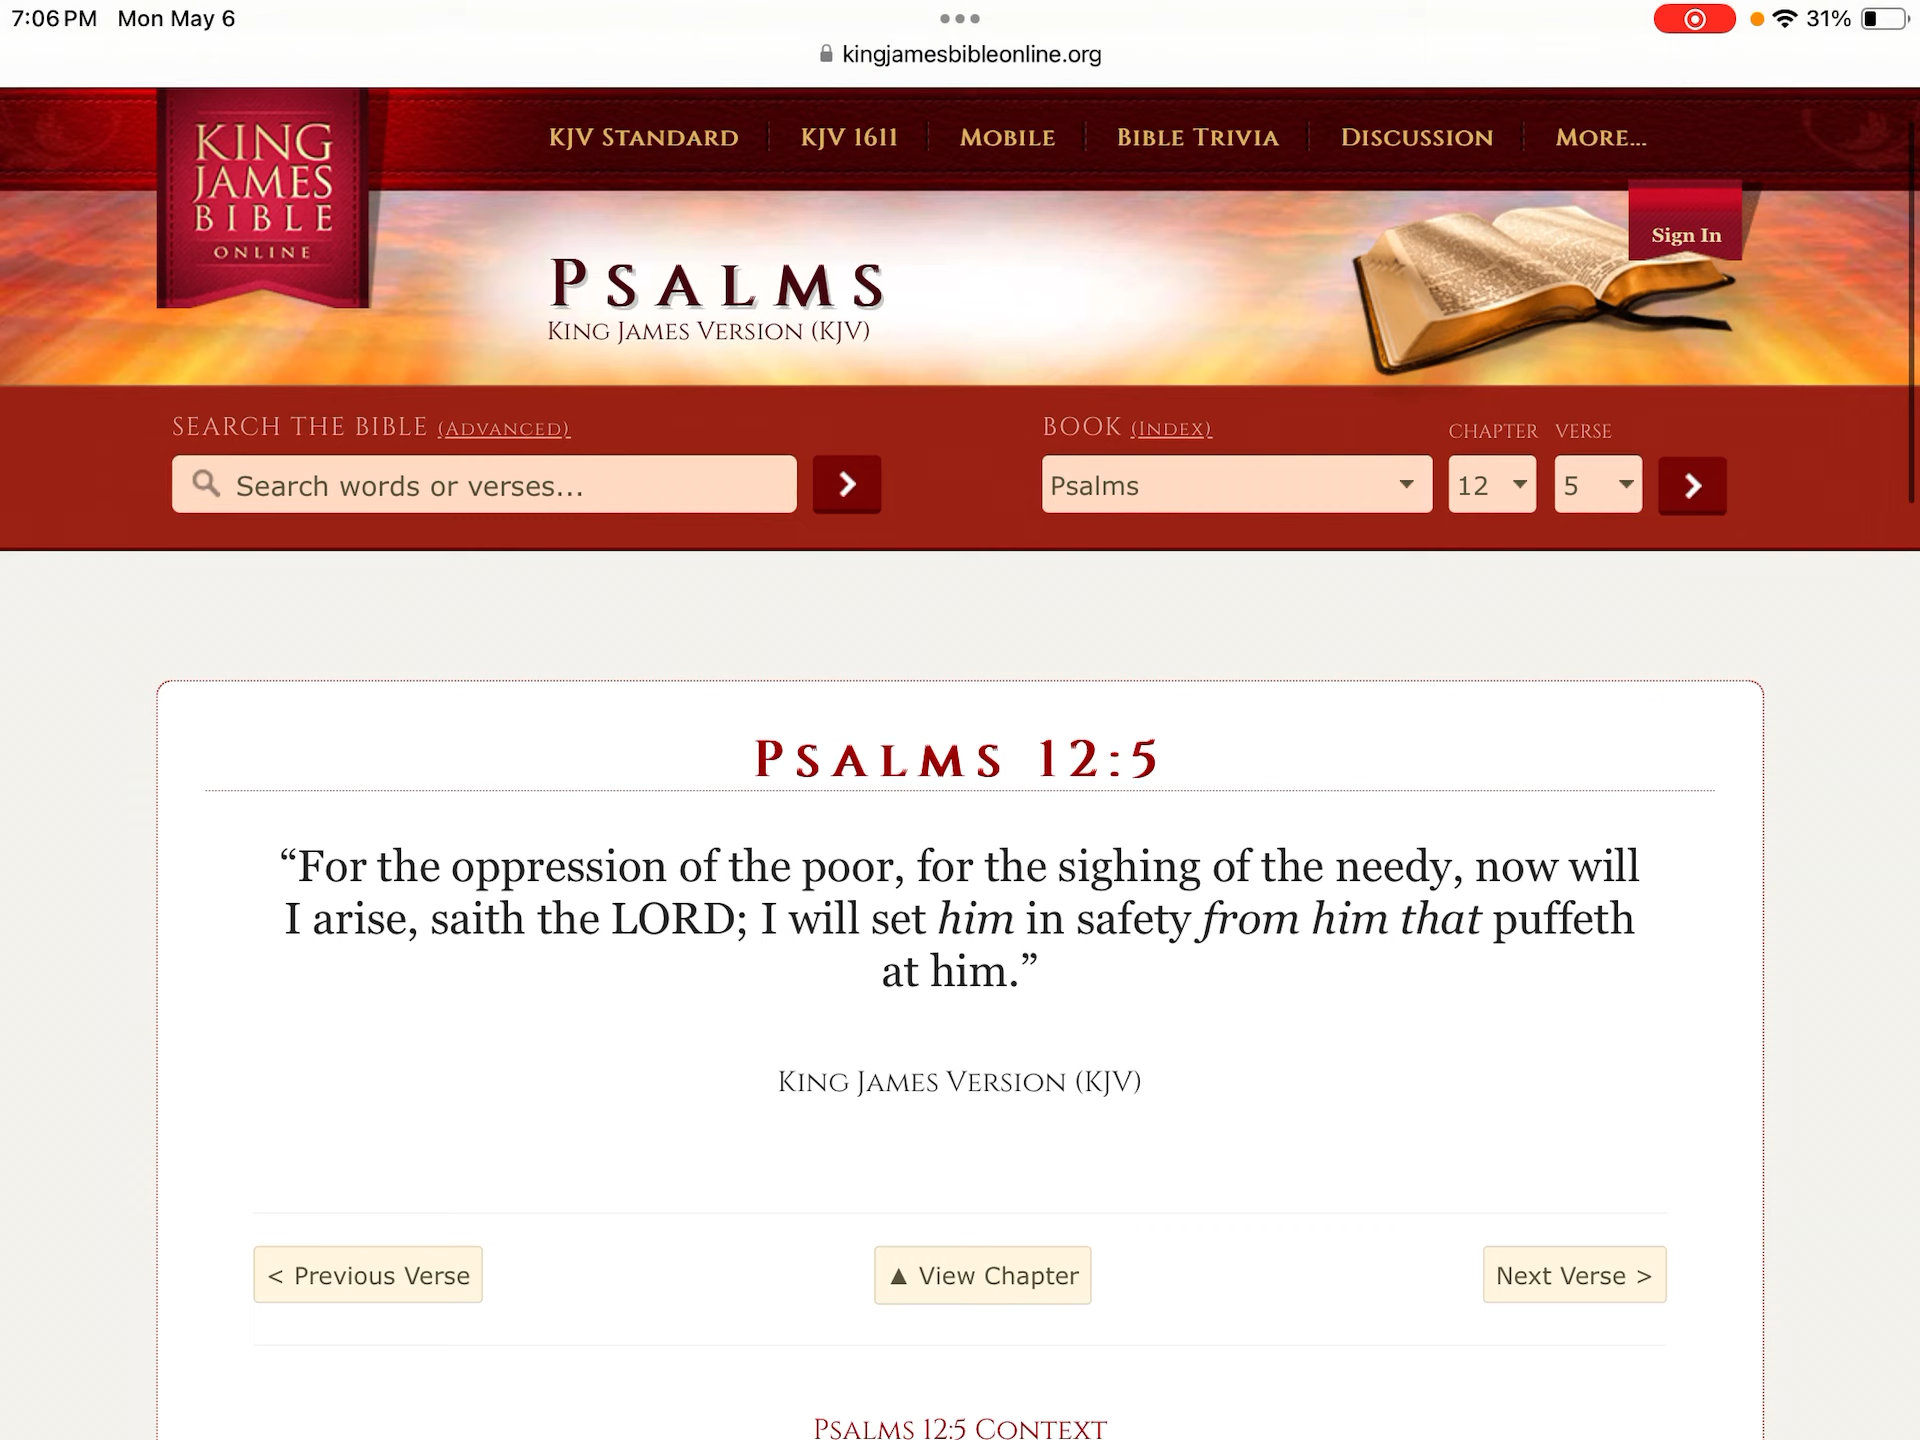 7:06 PM Mon May 6
31%
kingjamesbibleonline.org
KING
JAMES
BIBLE
ONLINE
KJV Standard KJV 1611 Mobile Bible Trivia Discussion More...
Sign In
Psalms
King James Version (KJV)
SEARCH THE BIBLE (Advanced)
Search words or verses...
BOOK (Index) CHAPTER VERSE
Psalms 12 5
Psalms 12:5
“For the oppression of the poor, for the sighing of the needy, now will
I arise, saith the LORD; I will set him in safety from him that puffeth
at him.”
King James Version (KJV)
< Previous Verse ▲ View Chapter Next Verse >
Psalms 12:5 Context